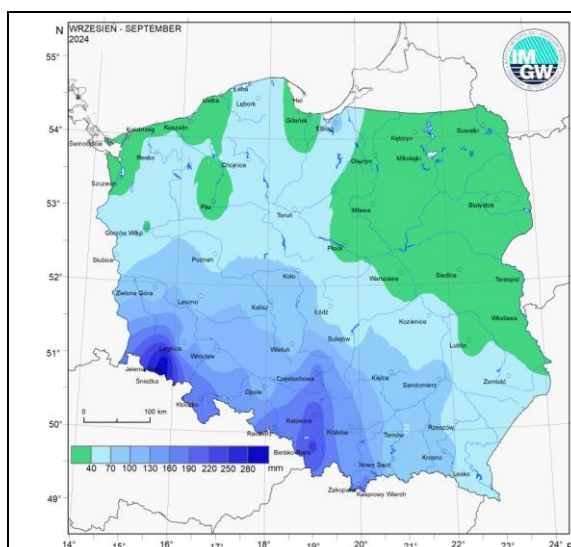 N
WRZESIEŃ - SEPTEMBER
2024
IMGW
55°
54°
53°
52°
51°
50°
49°
Łeba
Ustka
Lębork
Hel
Gdańsk
Elbląg
Kołobrzeg
Koszalin
Świnoujście
Resko
Szczecin
Chojnice
Piła
Olsztyn
Kętrzyn
Mikołajki
Suwałki
Białystok
Mława
Toruń
Gorzów Wlkp.
Słubice
Poznań
Płock
Warszawa
Siedlce
Terespol
Koło
Zielona Góra
Leszno
Kalisz
Łódź
Kozienice
Włodawa
Sulejów
Lublin
Legnica
Wrocław
Wieluń
Jelenia Góra
Śnieżka
Częstochowa
Kielce
Sandomierz
Zamość
Kłodzko
Opole
Katowice
Racibórz
Kraków
Tarnów
Rzeszów
Bielsko-Biała
Nowy Sącz
Krosno
Lesko
Zakopane
Kasprowy Wierch
0 100 km
40 70 100 130 160 190 220 250 280 mm
14° 15° 16° 17° 18° 19° 20° 21° 22° 23° 24° E